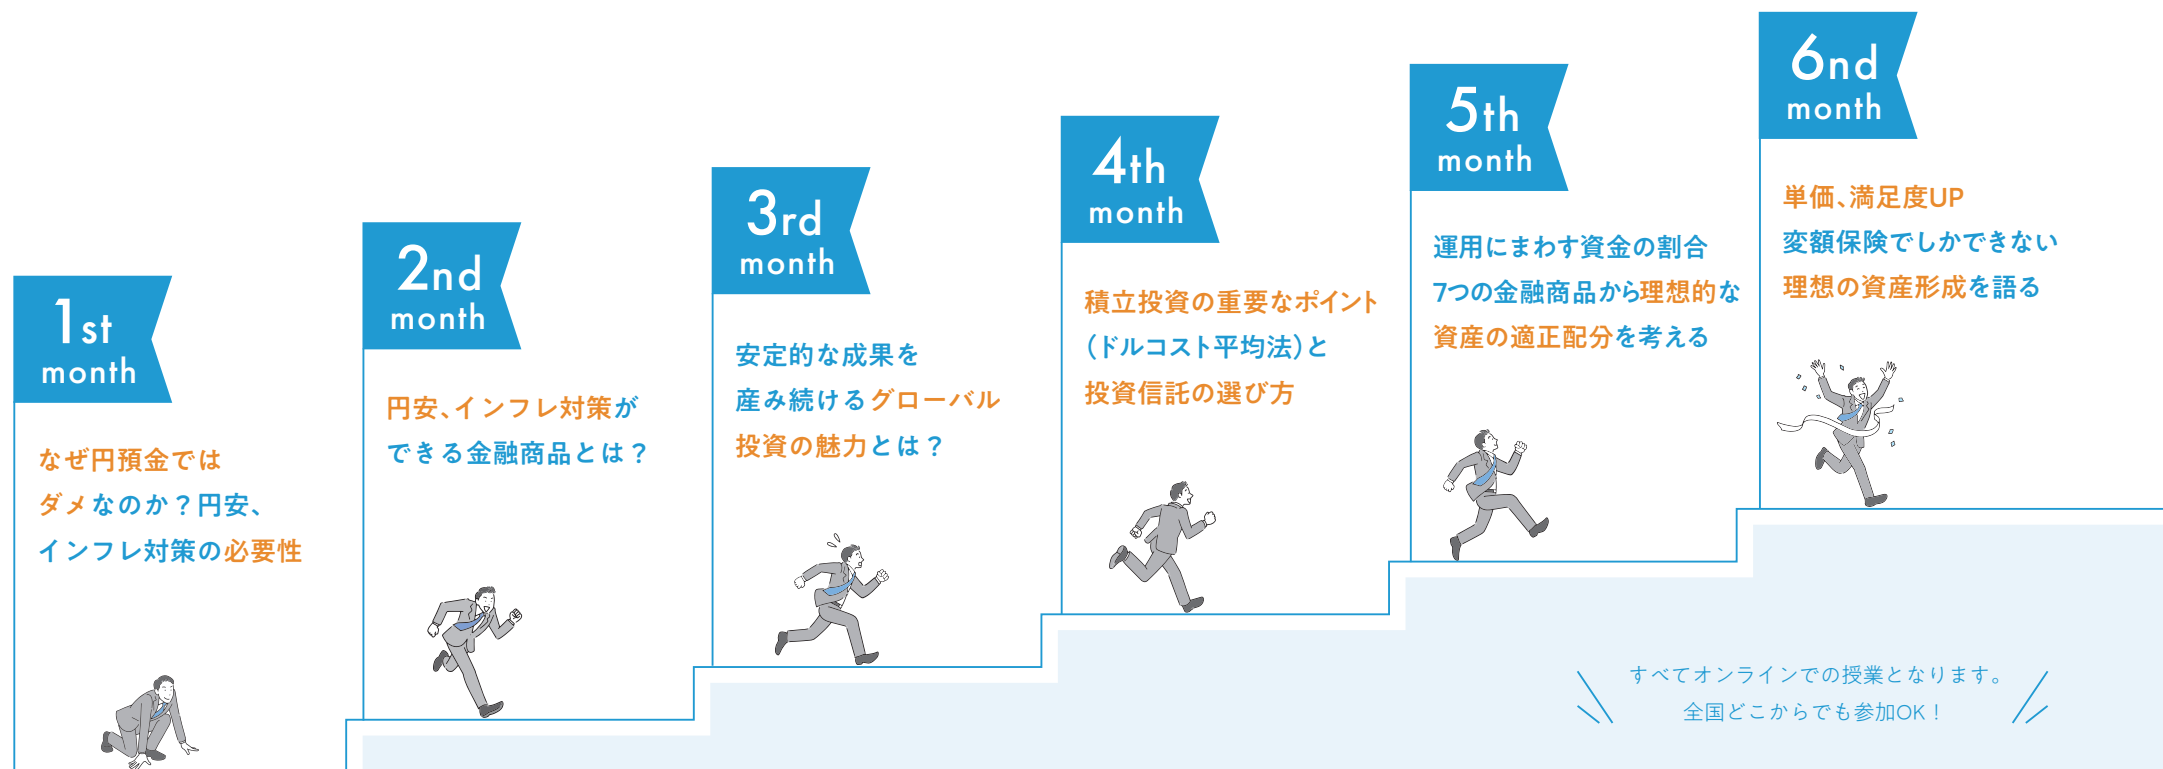 1st
month
なぜ円預金では
ダメなのか？円安、
インフレ対策の必要性
2nd
month
円安、インフレ対策が
できる金融商品とは？
3rd
month
安定的な成果を
産み続けるグローバル
投資の魅力とは？
4th
month
積立投資の重要なポイント
（ドルコスト平均法）と
投資信託の選び方
5th
month
運用にまわす資金の割合
7つの金融商品から理想的な
資産の適正配分を考える
6nd
month
単価、満足度UP
変額保険でしかできない
理想の資産形成を語る
すべてオンラインでの授業となります。
全国どこからでも参加OK！